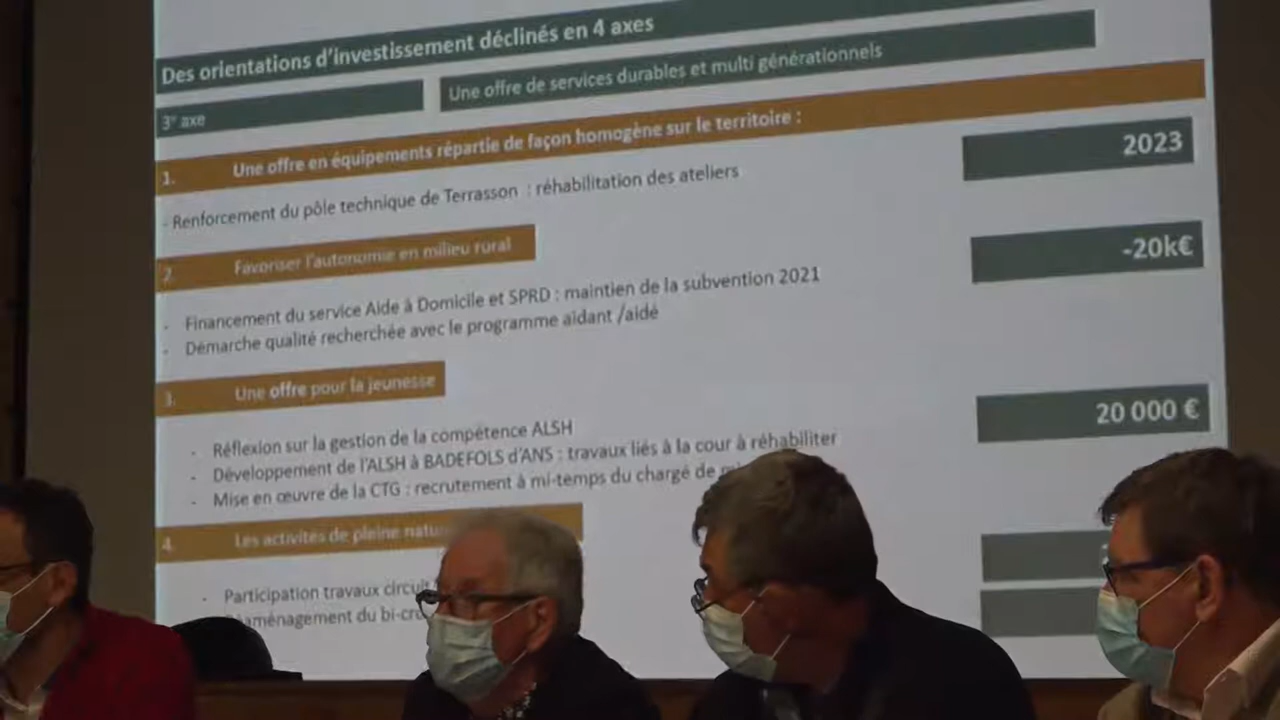 Des orientations d'investissement déclinés en 4 axes
3e axe
Une offre de services durables et multi générationnels
1. Une offre en équipements répartie de façon homogène sur le territoire :
2023
- Renforcement du pôle technique de Terrasson : réhabilitation des ateliers
2. Favoriser l'autonomie en milieu rural
-20k€
- Financement du service Aide à Domicile et SPRD : maintien de la subvention 2021
- Démarche qualité recherchée avec le programme aidant /aidé
3. Une offre pour la jeunesse
20 000 €
- Réflexion sur la gestion de la compétence ALSH
- Développement de l'ALSH à BADEFOLS d'ANS : travaux liés à la cour à réhabiliter
- Mise en œuvre de la CTG : recrutement à mi-temps du chargé de
4. Les activités de pleine
- Participation travaux circuit
du